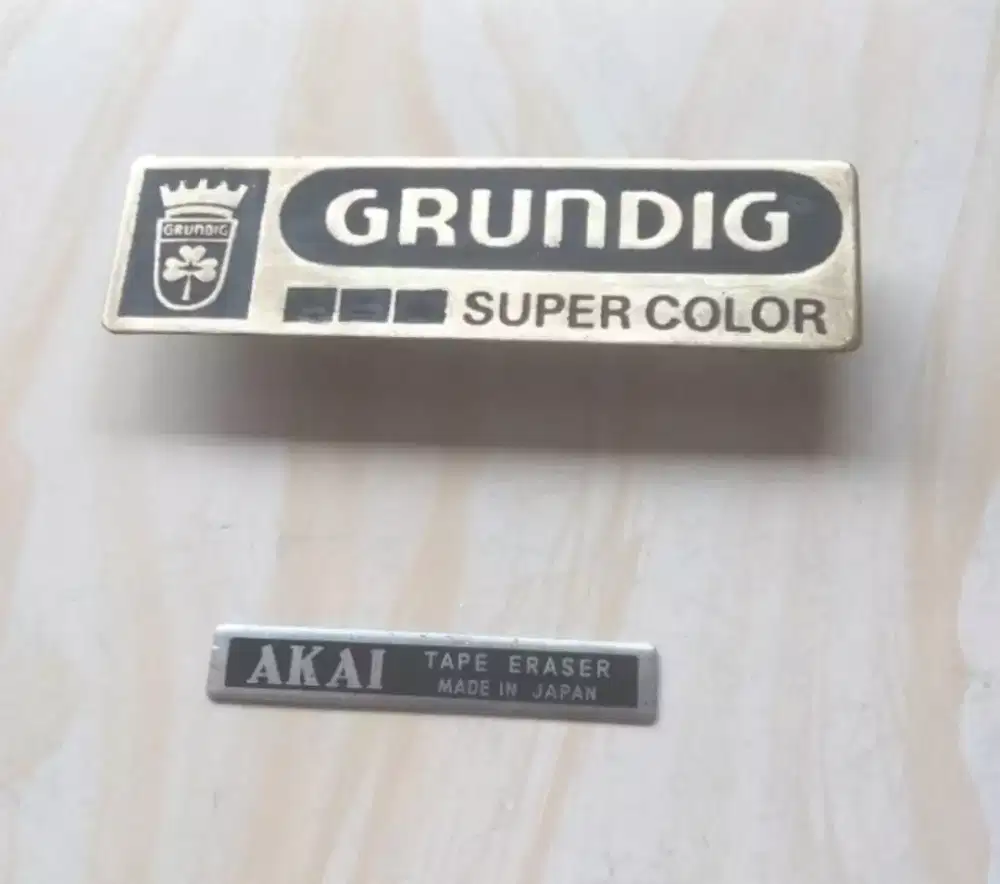 GRUNDIG
GRUNDIG
SUPER COLOR
AKAI TAPE ERASER
MADE IN JAPAN